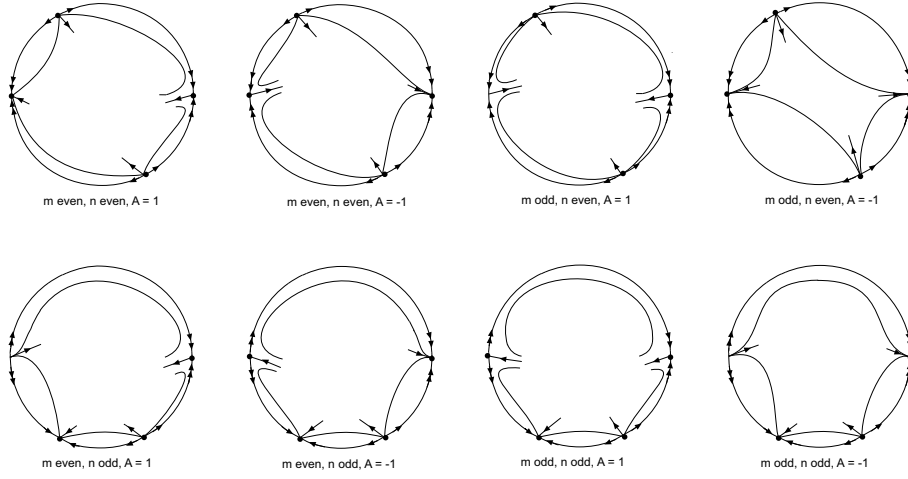 m even, n even, A = 1
m even, n even, A = -1
m odd, n even, A = 1
m odd, n even, A = -1
m even, n odd, A = 1
m even, n odd, A = -1
m odd, n odd, A = 1
m odd, n odd, A = -1